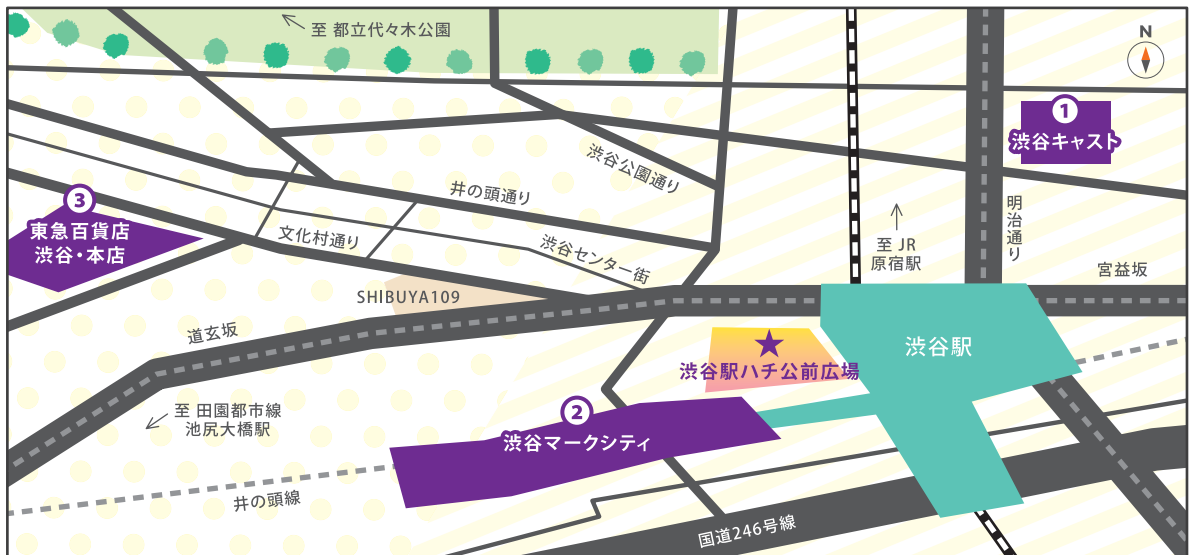 至 都立代々木公園
N
1
渋谷キャスト
渋谷公園通り
井の頭通り
3
東急百貨店
渋谷・本店
文化村通り
渋谷センター街
至 JR
原宿駅
明治通り
宮益坂
SHIBUYA109
道玄坂
渋谷駅
渋谷駅ハチ公前広場
至 田園都市線
池尻大橋駅
2
渋谷マークシティ
井の頭線
国道246号線